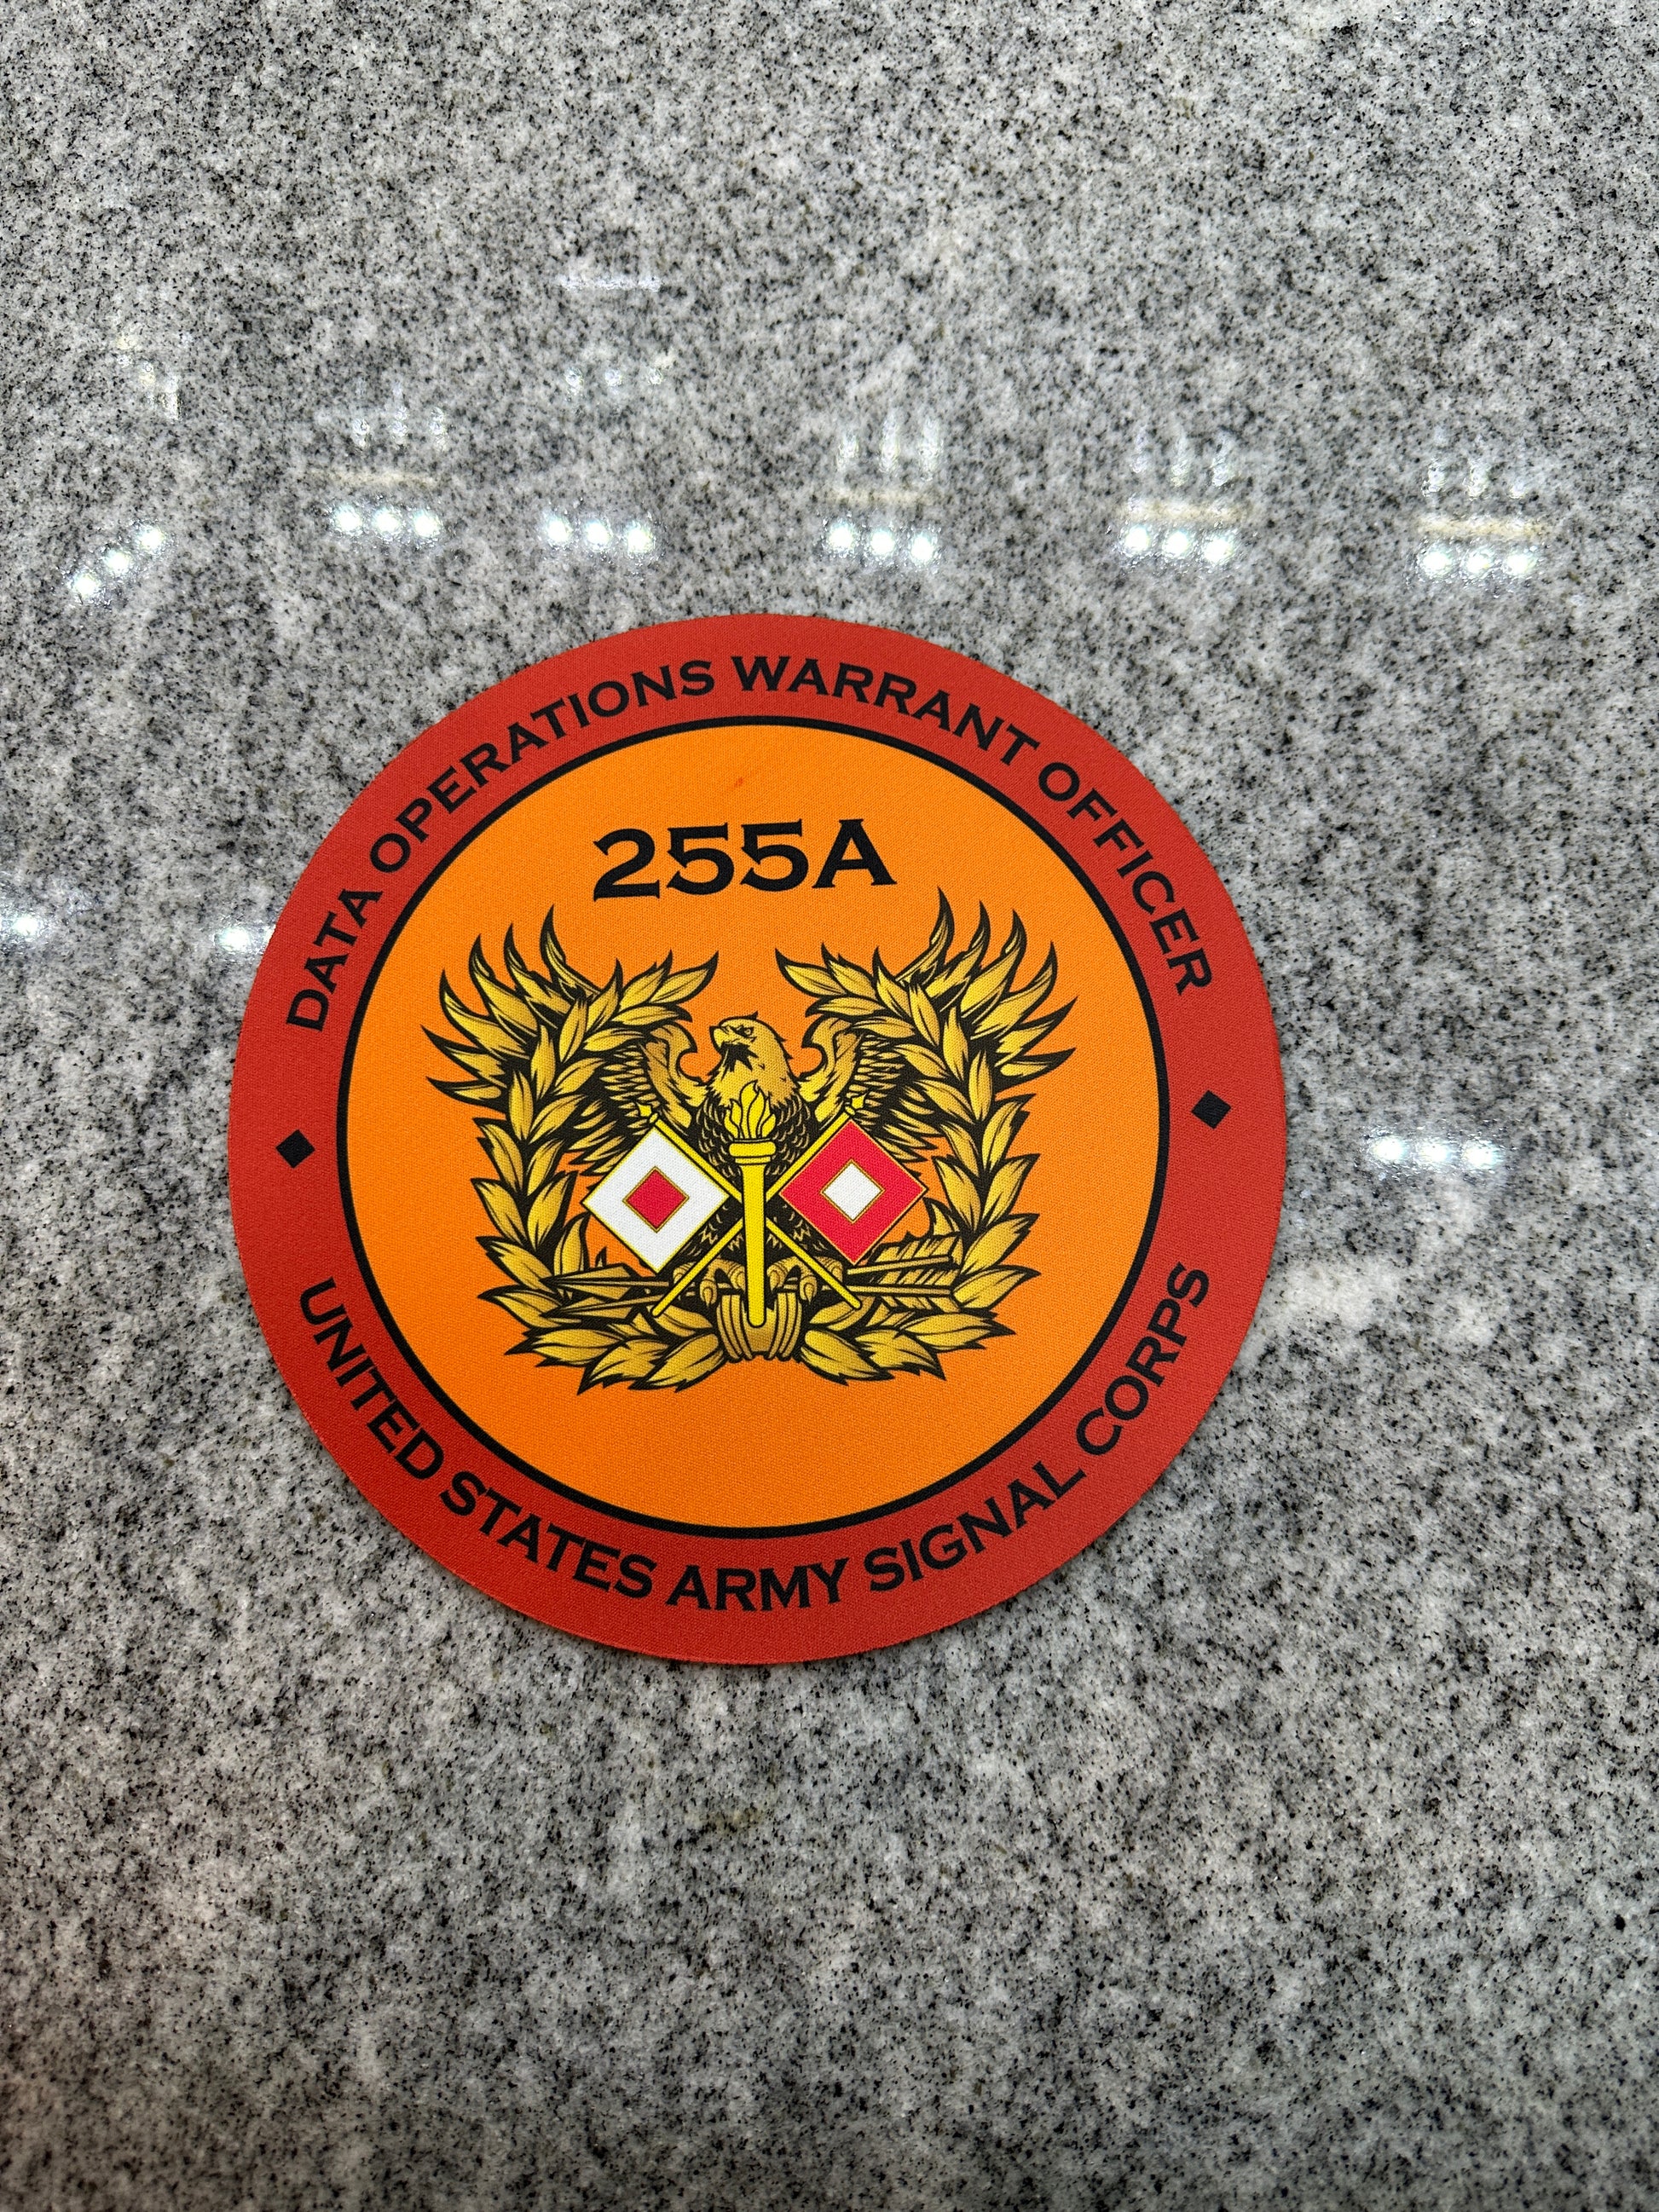 DATA OPERATIONS WARRANT OFFICER
255A
UNITED STATES ARMY SIGNAL CORPS